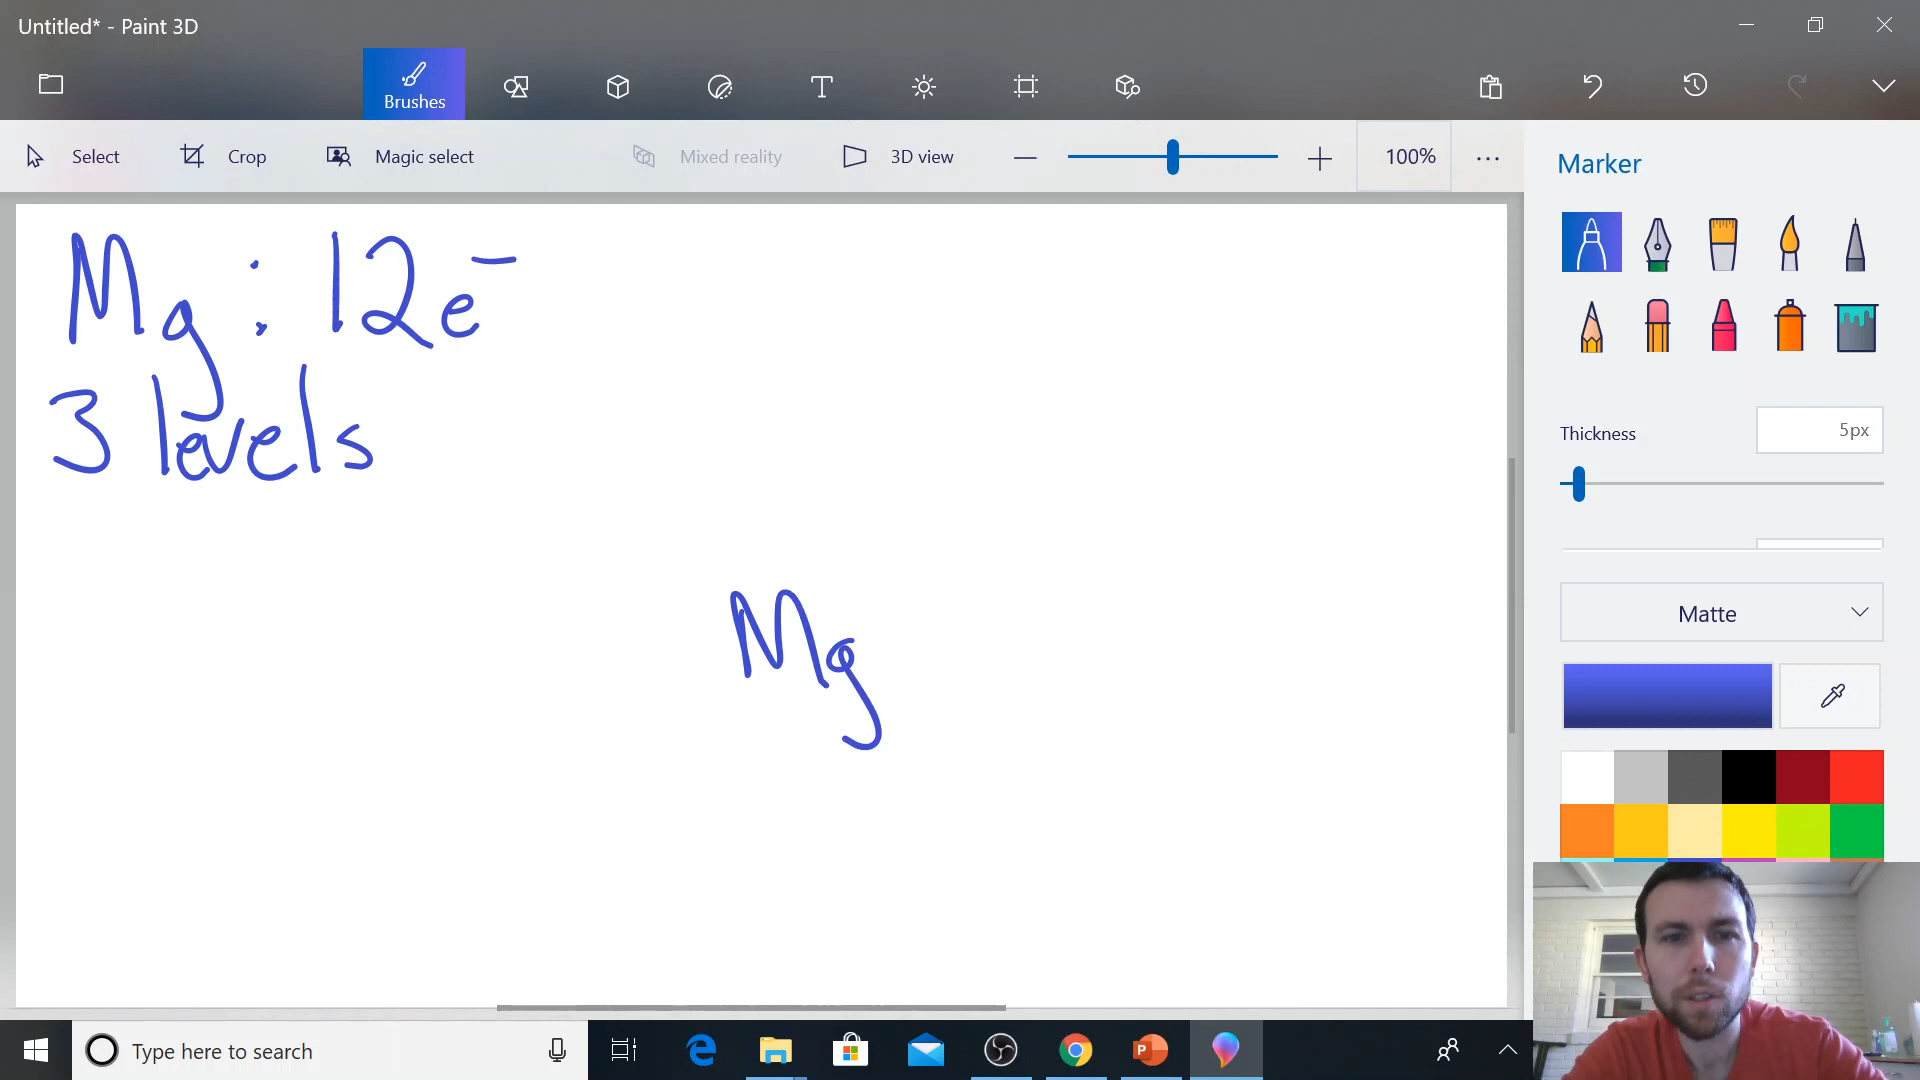 Untitled* - Paint 3D
Brushes
Select Crop Magic select Mixed reality 3D view 100%
Marker
Mg : 12e⁻
3 levels
Thickness 5px
Mg
Matte
Type here to search